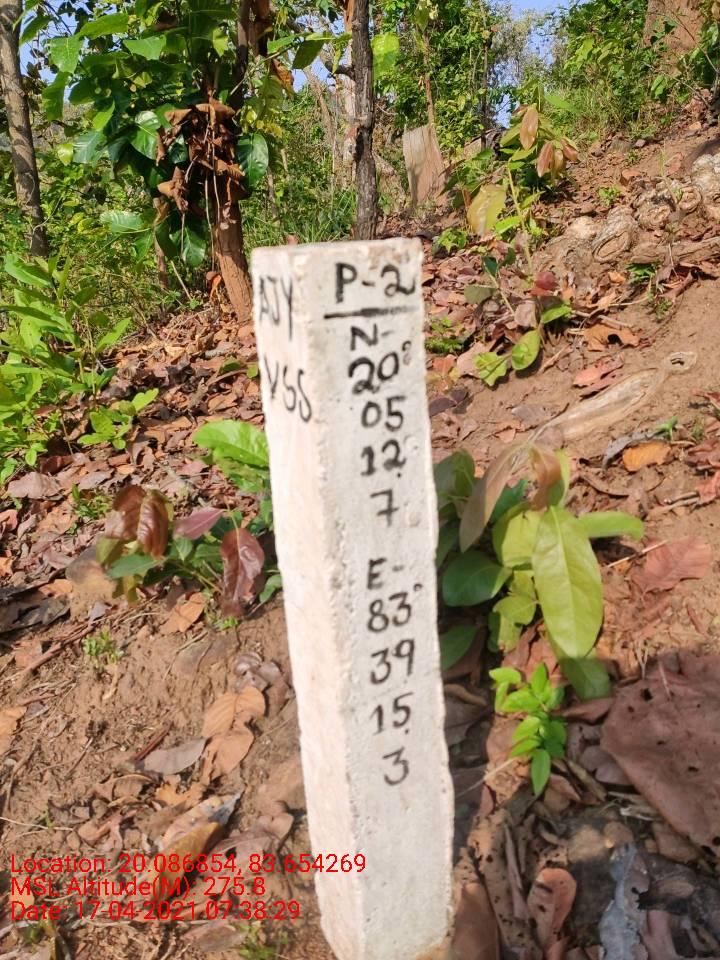 AJY
VSS
P-2
N-
20°
05
12.
7
E-
83°
39
15.
3
Location: 20.086854, 83.654269
MSL Altitude(M): 275.8
Date: 17-04-2021 07:38:29